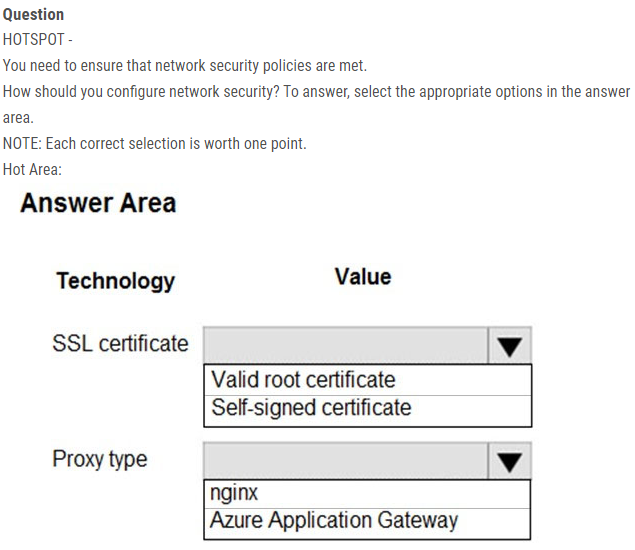 Question
HOTSPOT -
You need to ensure that network security policies are met.
How should you configure network security? To answer, select the appropriate options in the answer
area.
NOTE: Each correct selection is worth one point.
Hot Area:
Answer Area
Technology Value
SSL certificate
Valid root certificate
Self-signed certificate
Proxy type
nginx
Azure Application Gateway